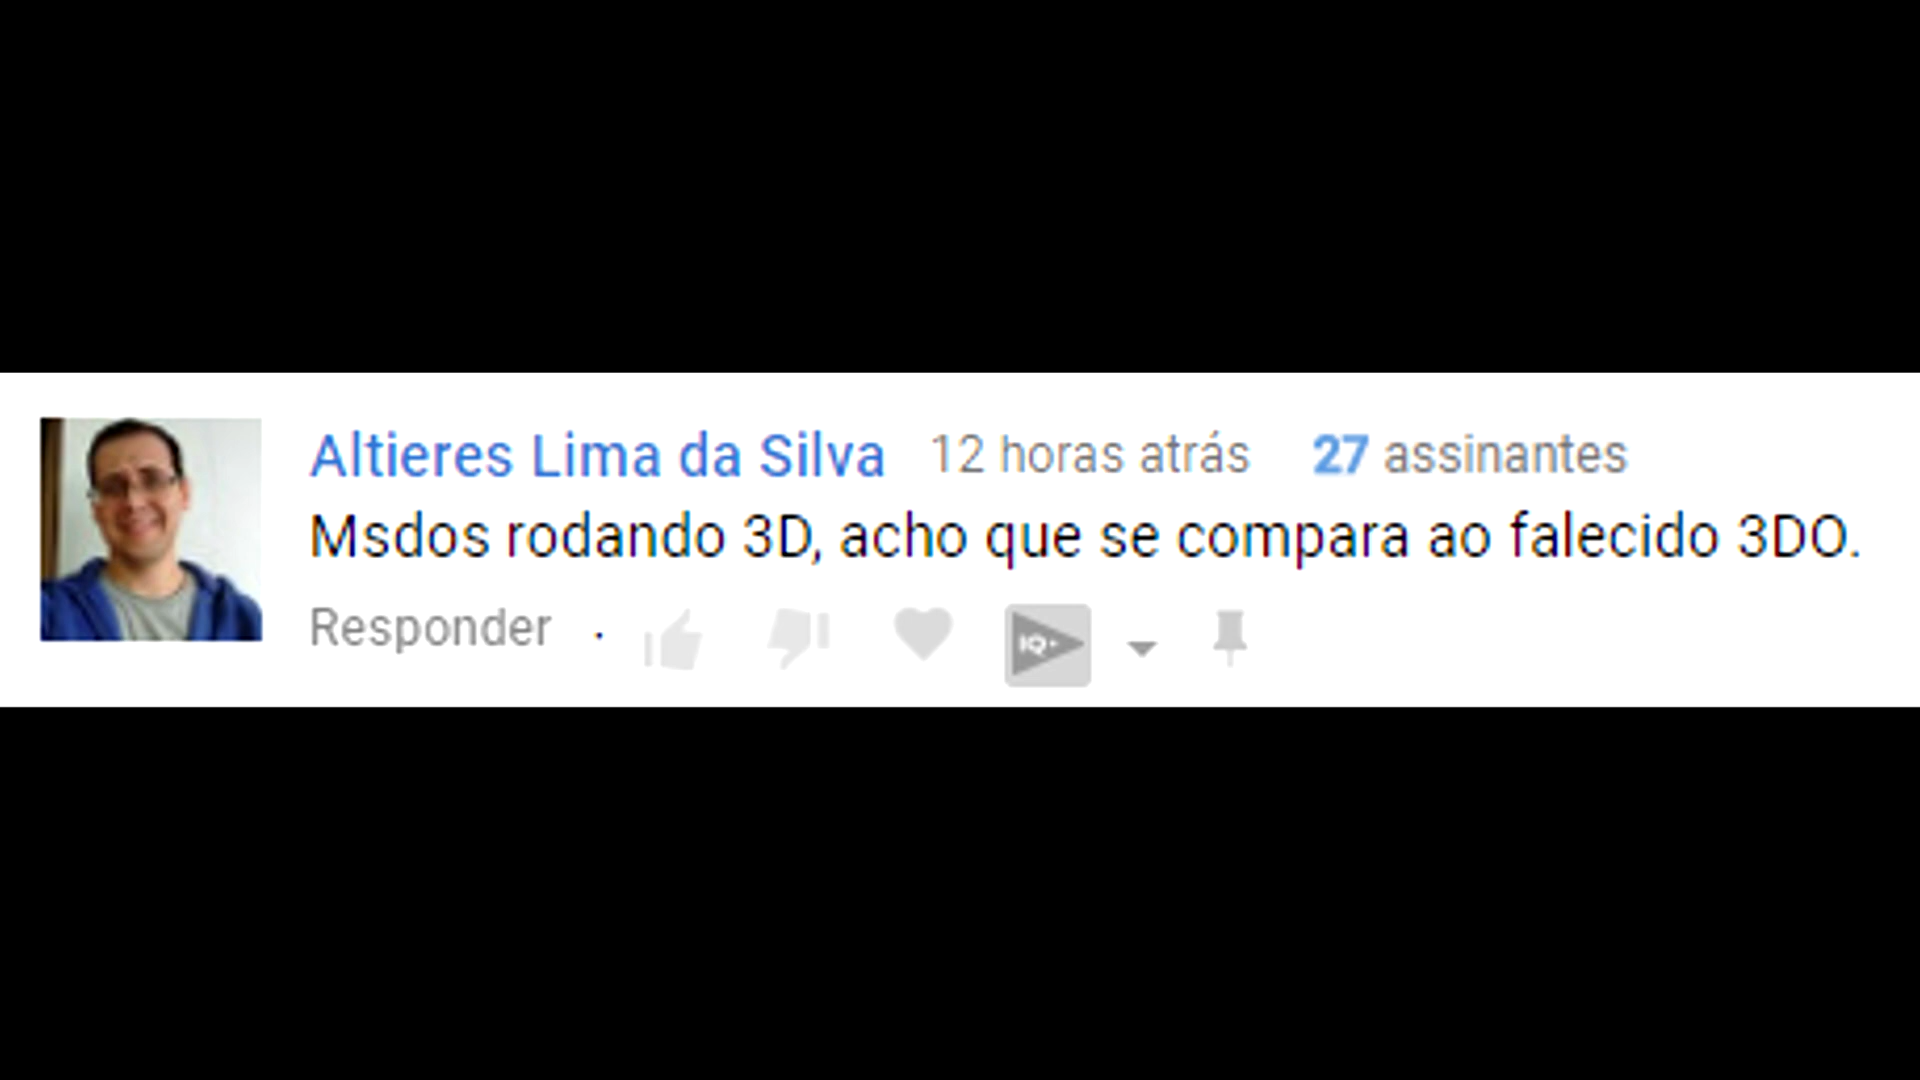 Altieres Lima da Silva 12 horas atrás 27 assinantes
Msdos rodando 3D, acho que se compara ao falecido 3DO.
Responder ·
IQ+